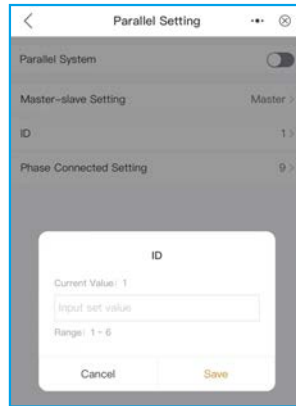 Parallel Setting
Parallel System
Master-slave Setting Master
ID 1
Phase Connected Setting 9
ID
Current Value: 1
Input set value
Range: 1 - 6
Cancel Save